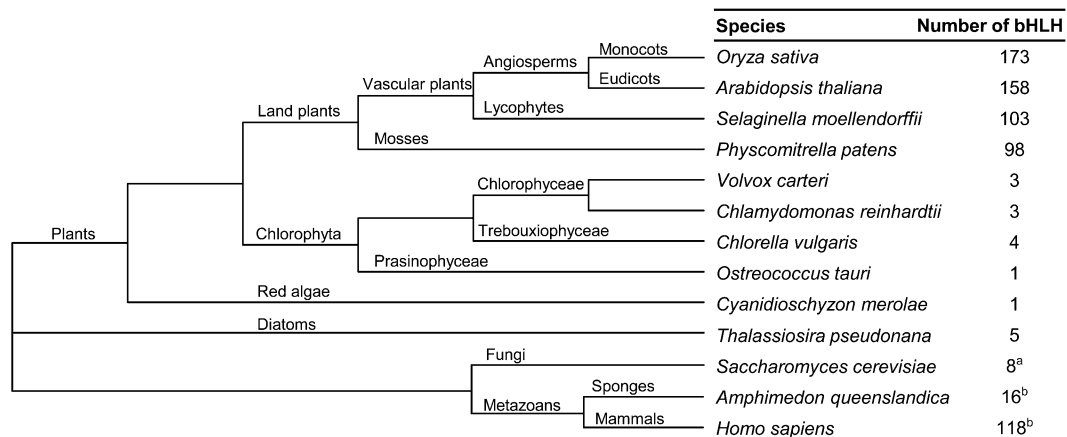 Species Number of bHLH
Monocots
Oryza sativa 173
Angiosperms
Eudicots
Vascular plants
Arabidopsis thaliana 158
Land plants
Lycophytes
Selaginella moellendorffii 103
Mosses
Physcomitrella patens 98
Chlorophyceae
Volvox carteri 3
Chlamydomonas reinhardtii 3
Plants
Chlorophyta
Trebouxiophyceae
Chlorella vulgaris 4
Prasinophyceae
Ostreococcus tauri 1
Red algae
Cyanidioschyzon merolae 1
Diatoms
Thalassiosira pseudonana 5
Fungi
Saccharomyces cerevisiae 8a
Sponges
Amphimedon queenslandica 16b
Metazoans
Mammals
Homo sapiens 118b